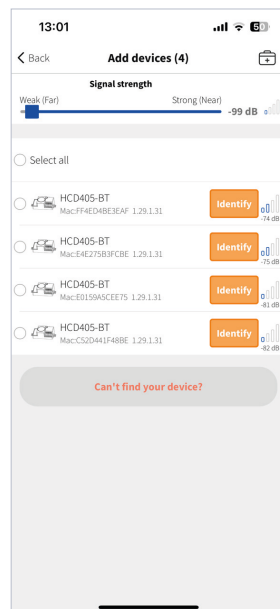 13:01
50
Back
Add devices (4)
Signal strength
Weak (Far)
Strong (Near)
-99 dB
Select all
HCD405-BT
Mac:FF4ED4BE3EAF 1.29.1.31
Identify
-74 dB
HCD405-BT
Mac:E4E275B3FCBE 1.29.1.31
Identify
-75 dB
HCD405-BT
Mac:E0159A5CEE75 1.29.1.31
Identify
-81 dB
HCD405-BT
Mac:C52D441F48BE 1.29.1.31
Identify
-82 dB
Can't find your device?